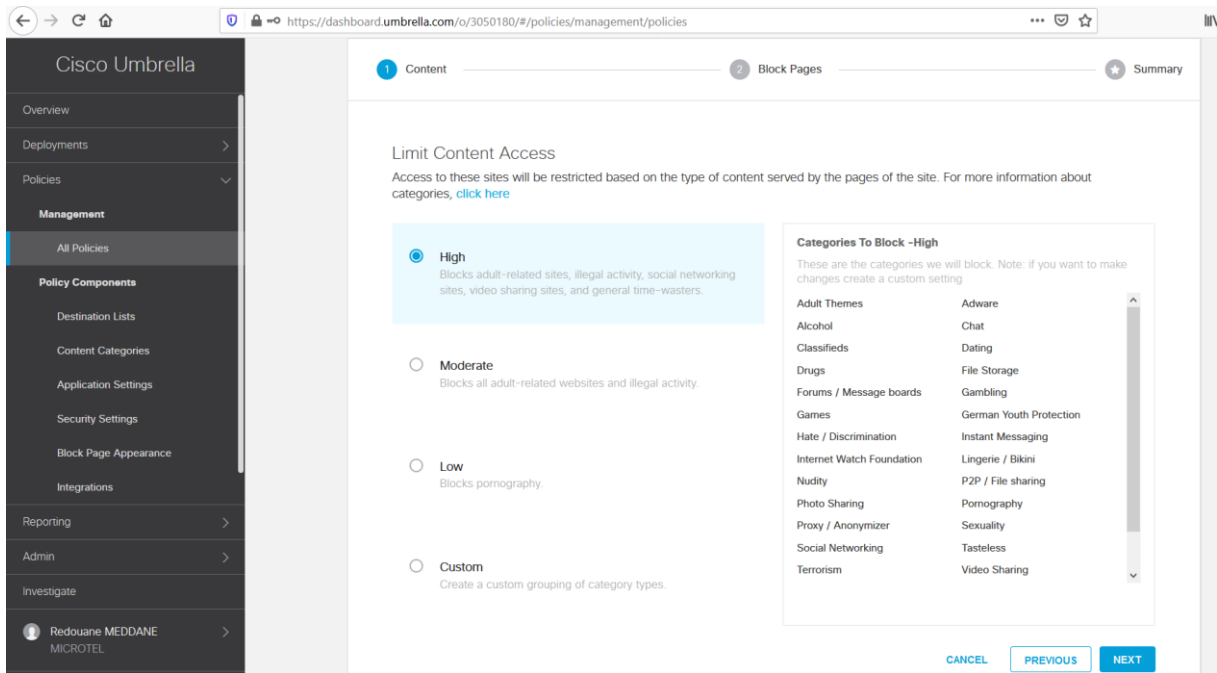 https://dashboard.umbrella.com/o/3050180/#/policies/management/policies
Cisco Umbrella
Overview
Deployments
Policies
Management
All Policies
Policy Components
Destination Lists
Content Categories
Application Settings
Security Settings
Block Page Appearance
Integrations
Reporting
Admin
Investigate
Redouane MEDDANE
MICROTEL
1 Content
2 Block Pages
Summary
Limit Content Access
Access to these sites will be restricted based on the type of content served by the pages of the site. For more information about
categories, click here
High
Blocks adult-related sites, illegal activity, social networking
sites, video sharing sites, and general time-wasters.
Moderate
Blocks all adult-related websites and illegal activity.
Low
Blocks pornography.
Custom
Create a custom grouping of category types.
Categories To Block -High
These are the categories we will block. Note: if you want to make
changes create a custom setting
Adult Themes Adware
Alcohol Chat
Classifieds Dating
Drugs File Storage
Forums / Message boards Gambling
Games German Youth Protection
Hate / Discrimination Instant Messaging
Internet Watch Foundation Lingerie / Bikini
Nudity P2P / File sharing
Photo Sharing Pornography
Proxy / Anonymizer Sexuality
Social Networking Tasteless
Terrorism Video Sharing
CANCEL PREVIOUS NEXT